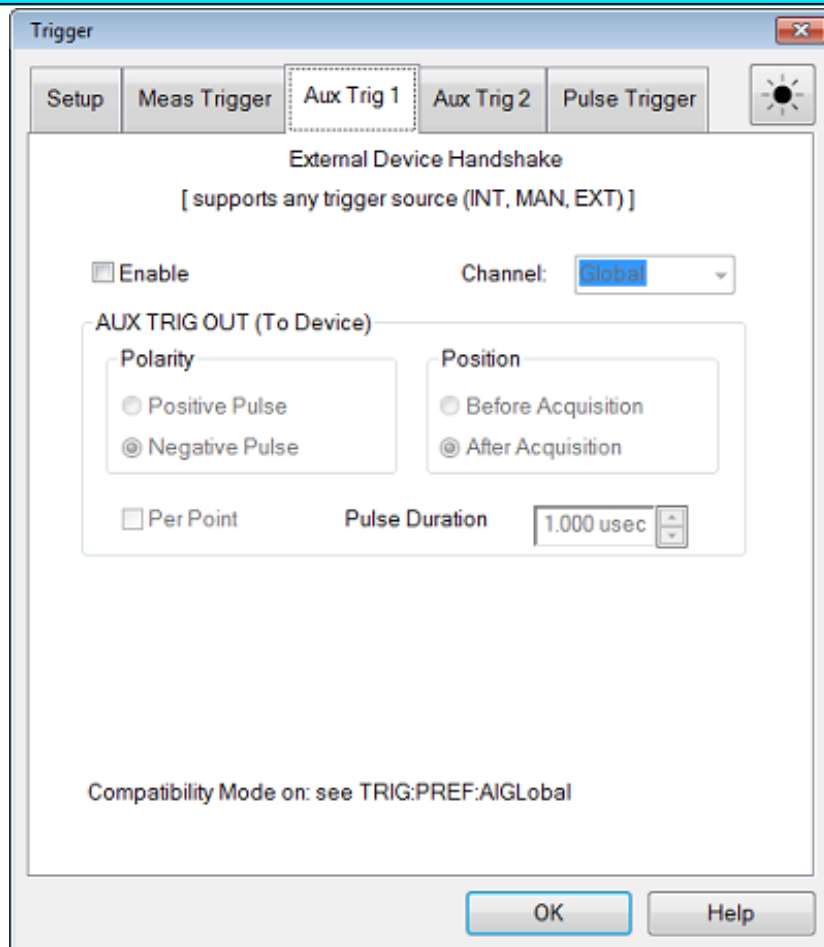 Trigger
Setup Meas Trigger Aux Trig 1 Aux Trig 2 Pulse Trigger
External Device Handshake
[ supports any trigger source (INT, MAN, EXT) ]
Enable Channel: Global
AUX TRIG OUT (To Device)
Polarity Position
Positive Pulse Before Acquisition
Negative Pulse After Acquisition
Per Point Pulse Duration 1.000 usec
Compatibility Mode on: see TRIG:PREF:AIGLobal
OK Help